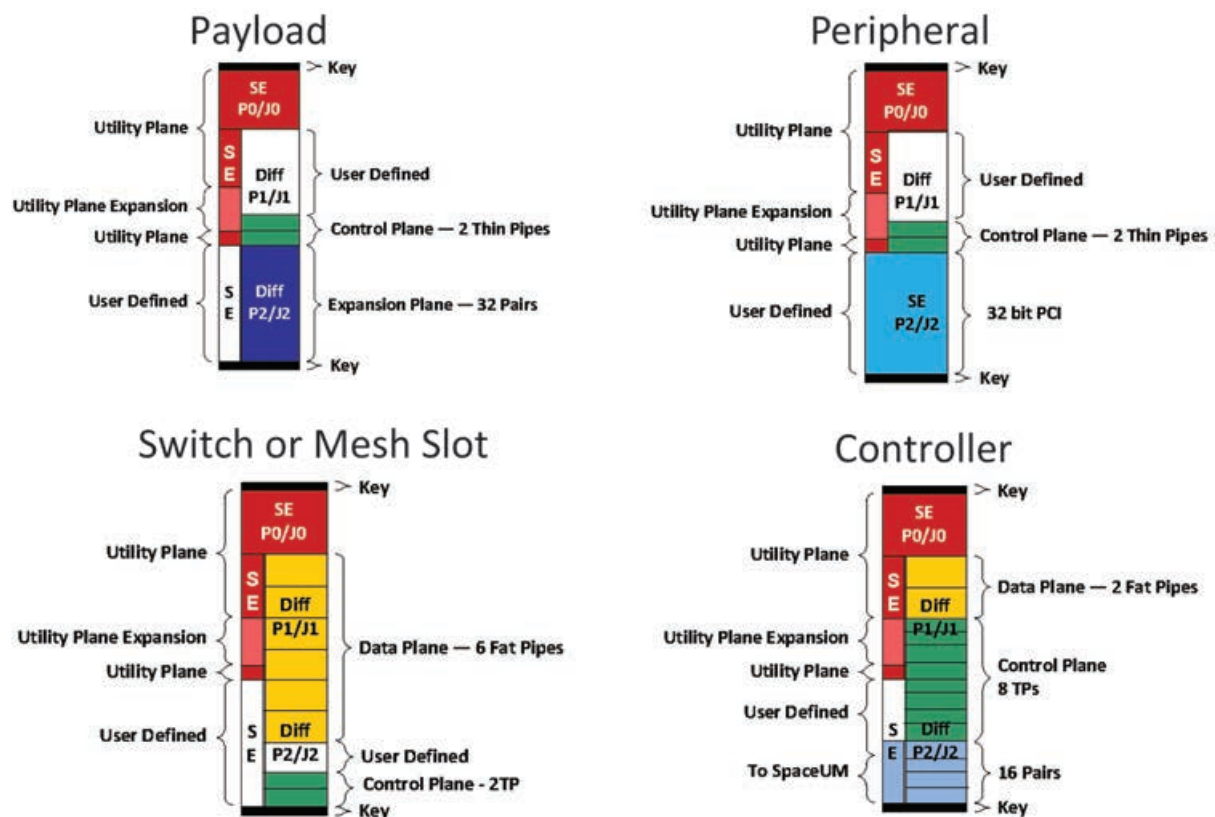 Payload
Key
SE
P0/J0
Utility Plane
S
E
Diff
P1/J1
User Defined
Utility Plane Expansion
Control Plane — 2 Thin Pipes
Utility Plane
User Defined
S
E
Diff
P2/J2
Expansion Plane — 32 Pairs
Key
Peripheral
Key
SE
P0/J0
Utility Plane
S
E
Diff
P1/J1
User Defined
Utility Plane Expansion
Control Plane — 2 Thin Pipes
Utility Plane
User Defined
SE
P2/J2
32 bit PCI
Key
Switch or Mesh Slot
Key
SE
P0/J0
Utility Plane
S
E
Diff
P1/J1
Utility Plane Expansion
Data Plane — 6 Fat Pipes
Utility Plane
User Defined
S
E
Diff
P2/J2
User Defined
Control Plane - 2TP
Key
Controller
Key
SE
P0/J0
Utility Plane
S
E
Data Plane — 2 Fat Pipes
Diff
P1/J1
Utility Plane Expansion
Utility Plane
Control Plane
8 TPs
User Defined
S
E
Diff
P2/J2
To SpaceUM
16 Pairs
Key